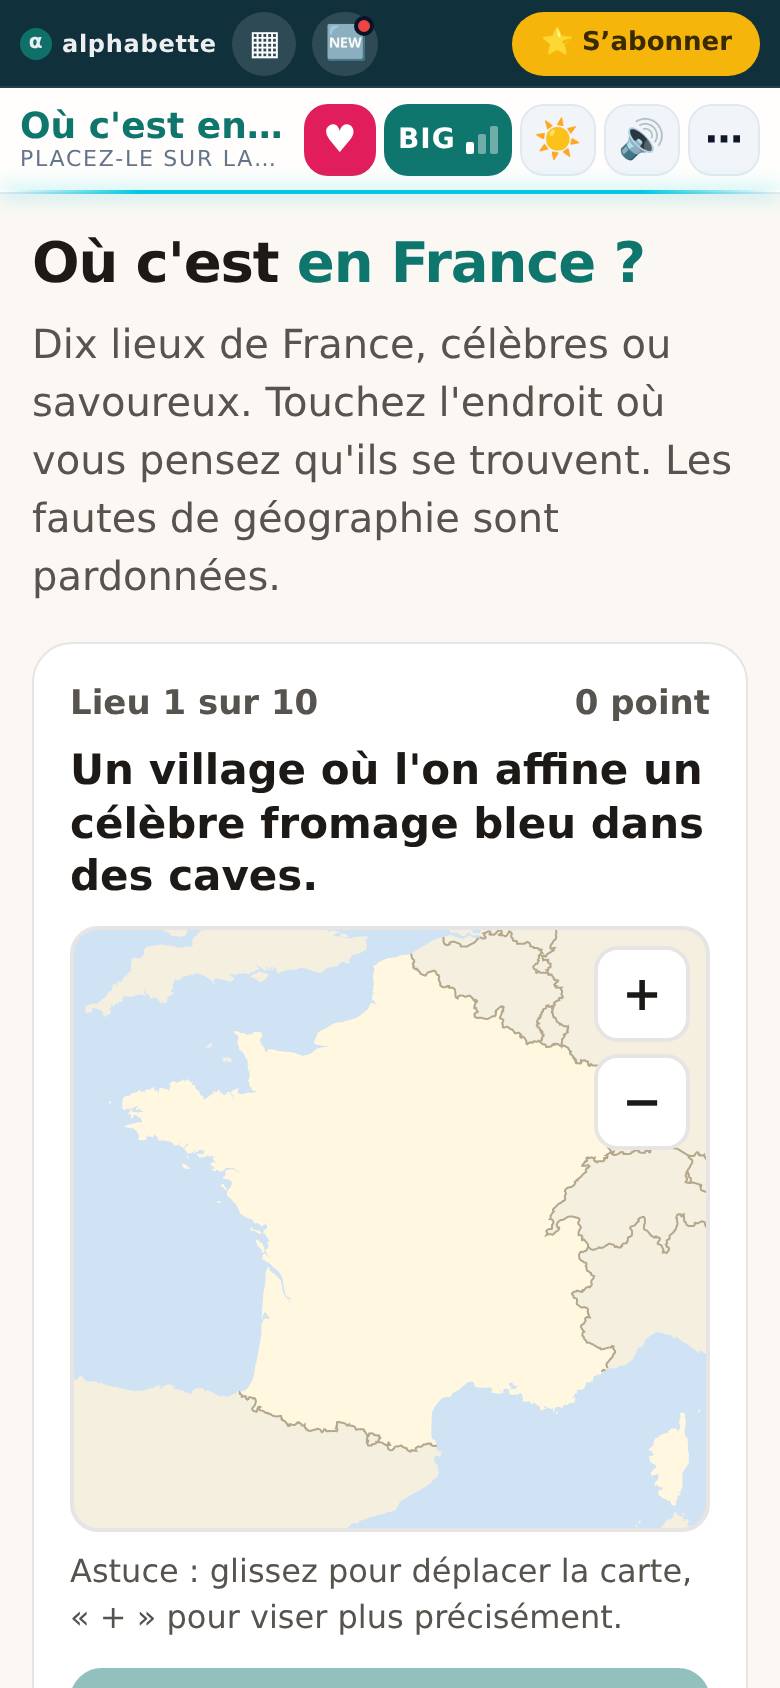 α alphabette
NEW
⭐ S’abonner
Où c'est en…
PLACEZ-LE SUR LA…
BIG
Où c'est en France ?
Dix lieux de France, célèbres ou
savoureux. Touchez l'endroit où
vous pensez qu'ils se trouvent. Les
fautes de géographie sont
pardonnées.
Lieu 1 sur 10
0 point
Un village où l'on affine un
célèbre fromage bleu dans
des caves.
+
−
Astuce : glissez pour déplacer la carte,
« + » pour viser plus précisément.